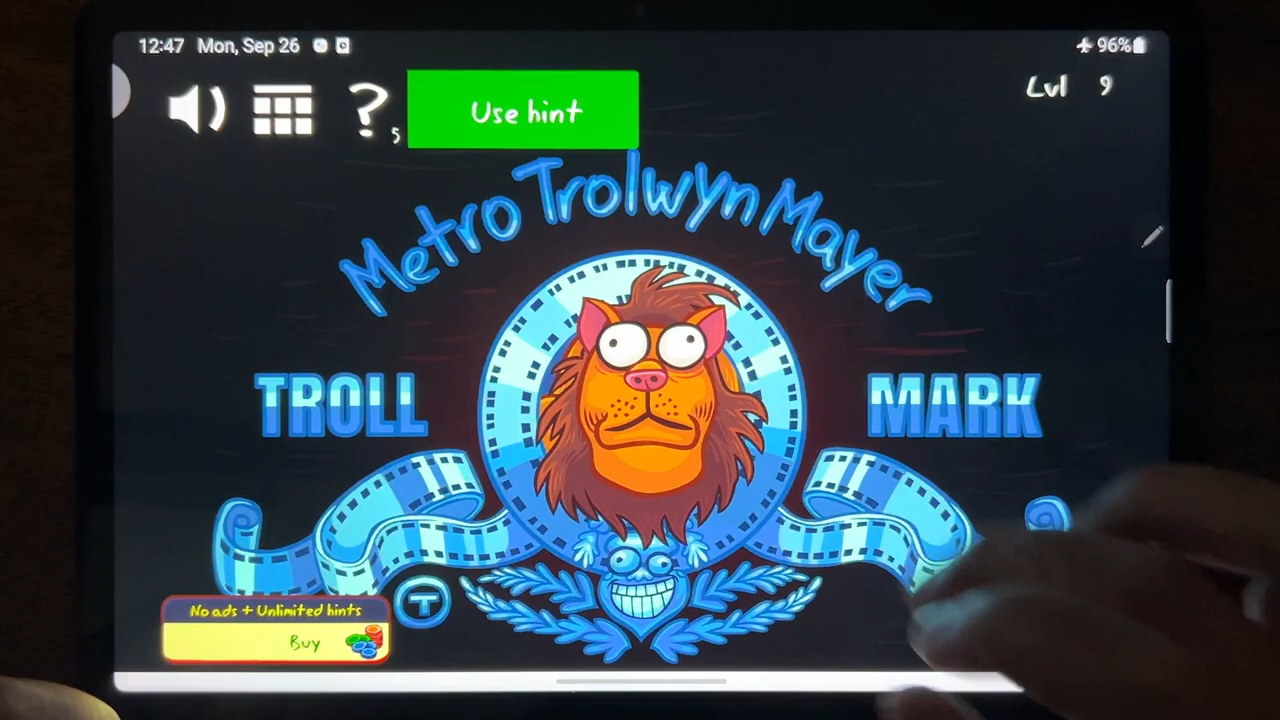 12:47 Mon, Sep 26
96%
Lvl 9
5
Use hint
Metro Trolwyn Mayer
TROLL
MARK
No ads + Unlimited hints
Buy
T